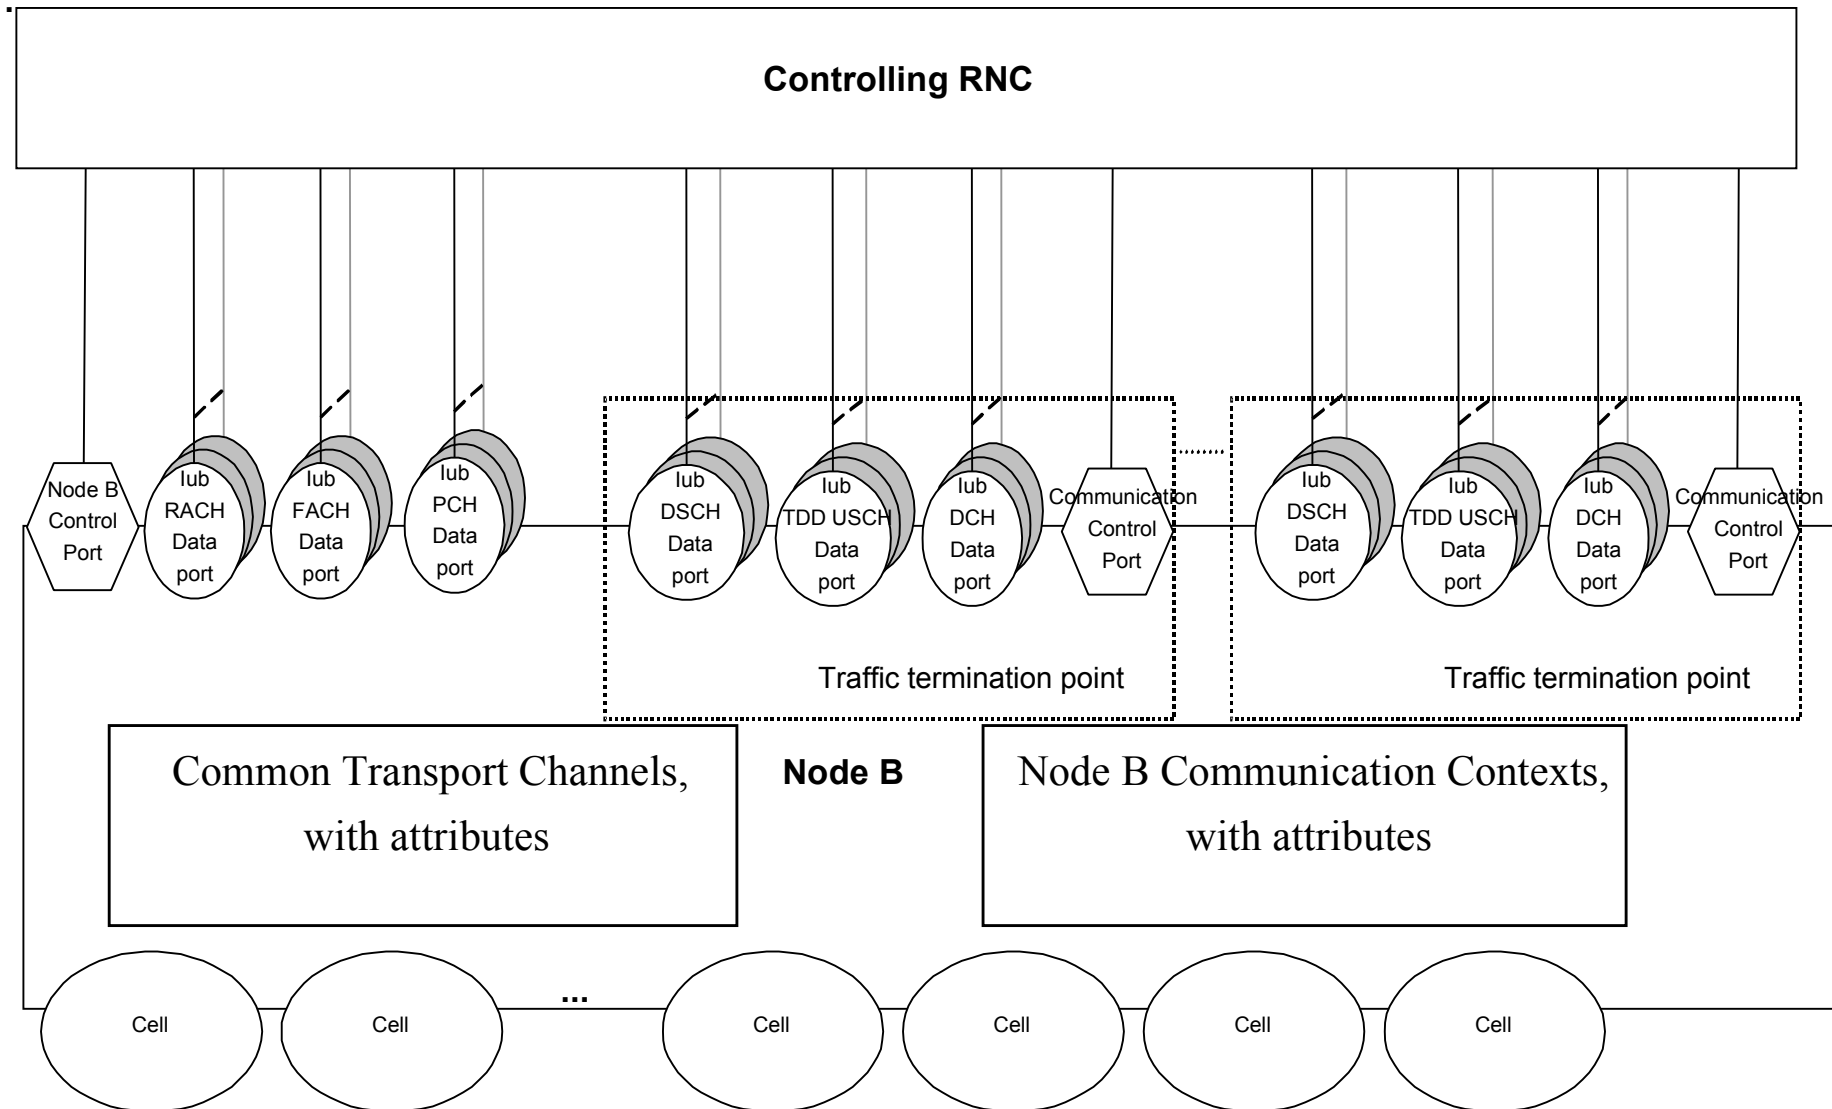 .
Controlling RNC
Node B
Control
Port
Iub
RACH
Data
port
Iub
FACH
Data
port
Iub
PCH
Data
port
Iub
DSCH
Data
port
Iub
TDD USCH
Data
port
Iub
DCH
Data
port
Communication
Control
Port
Iub
DSCH
Data
port
Iub
TDD USCH
Data
port
Iub
DCH
Data
port
Communication
Control
Port
Traffic termination point
Traffic termination point
Common Transport Channels,
with attributes
Node B
Node B Communication Contexts,
with attributes
...
Cell
Cell
Cell
Cell
Cell
Cell